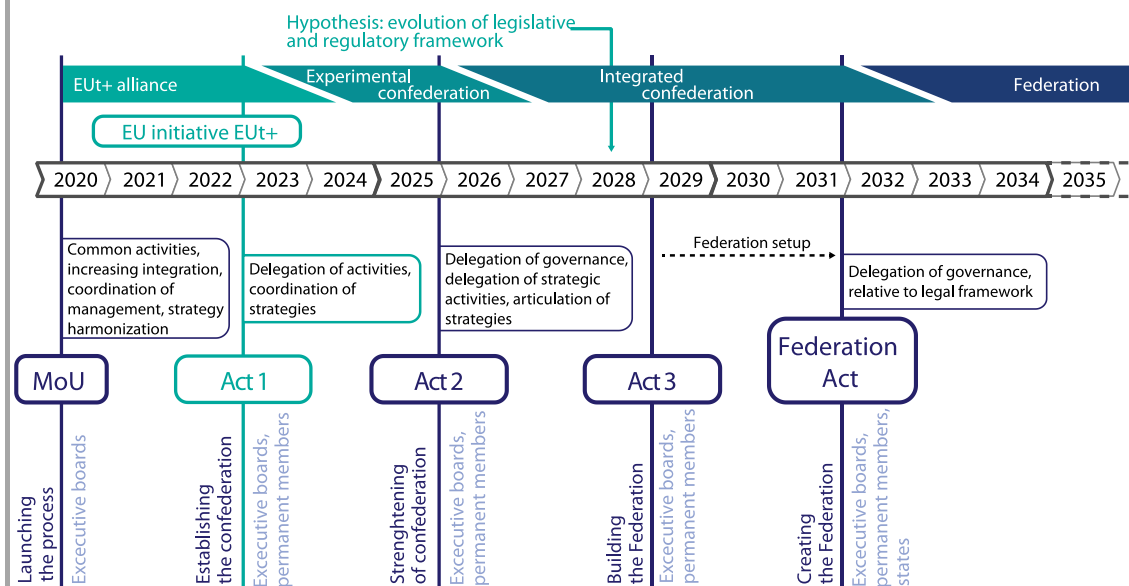 Hypothesis: evolution of legislative
and regulatory framework
EUt+ alliance
Experimental
confederation
Integrated
confederation
Federation
EU initiative EUt+
2020 2021 2022 2023 2024 2025 2026 2027 2028 2029 2030 2031 2032 2033 2034 2035
Common activities,
increasing integration,
coordination of
management, strategy
harmonization
Delegation of activities,
coordination of
strategies
Delegation of governance,
delegation of strategic
activities, articulation of
strategies
Federation setup
Delegation of governance,
relative to legal framework
MoU
Act 1
Act 2
Act 3
Federation
Act
Launching
the process
Excecutive boards
Establishing
the confederation
Excecutive boards,
permanent members
Strenghtening
of confederation
Excecutive boards,
permanent members
Building
the Federation
Excecutive boards,
permanent members
Creating
the Federation
Excecutive boards,
permanent members,
states